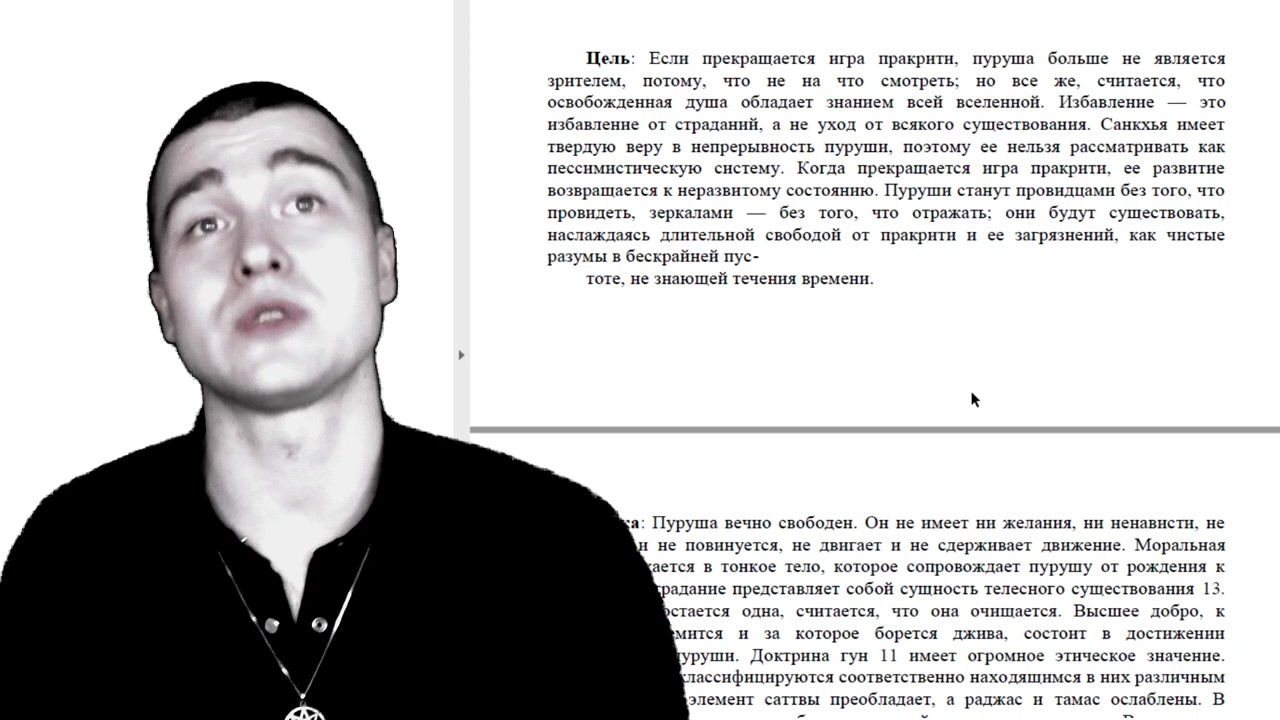 Цель: Если прекращается игра пракрити, пуруша больше не является
зрителем, потому, что не на что смотреть; но все же, считается, что
освобожденная душа обладает знанием всей вселенной. Избавление — это
избавление от страданий, а не уход от всякого существования. Санкхья имеет
твердую веру в непрерывность пуруши, поэтому ее нельзя рассматривать как
пессимистическую систему. Когда прекращается игра пракрити, ее развитие
возвращается к неразвитому состоянию. Пуруши станут провидцами без того, что
провидеть, зеркалами — без того, что отражать; они будут существовать,
наслаждаясь длительной свободой от пракрити и ее загрязнений, как чистые
разумы в бескрайней пус-
тоте, не знающей течения времени.
ка: Пуруша вечно свободен. Он не имеет ни желания, ни ненависти, не
и не повинуется, не двигает и не сдерживает движение. Моральная
в тонкое тело, которое сопровождает пурушу от рождения к
представляет собой сущность телесного существования 13.
одна, считается, что она очищается. Высшее добро, к
и за которое борется джива, состоит в достижении
пуруши. Доктрина гун 11 имеет огромное этическое значение.
классифицируются соответственно находящимся в них различным
элемент саттвы преобладает, а раджас и тамас ослаблены. В